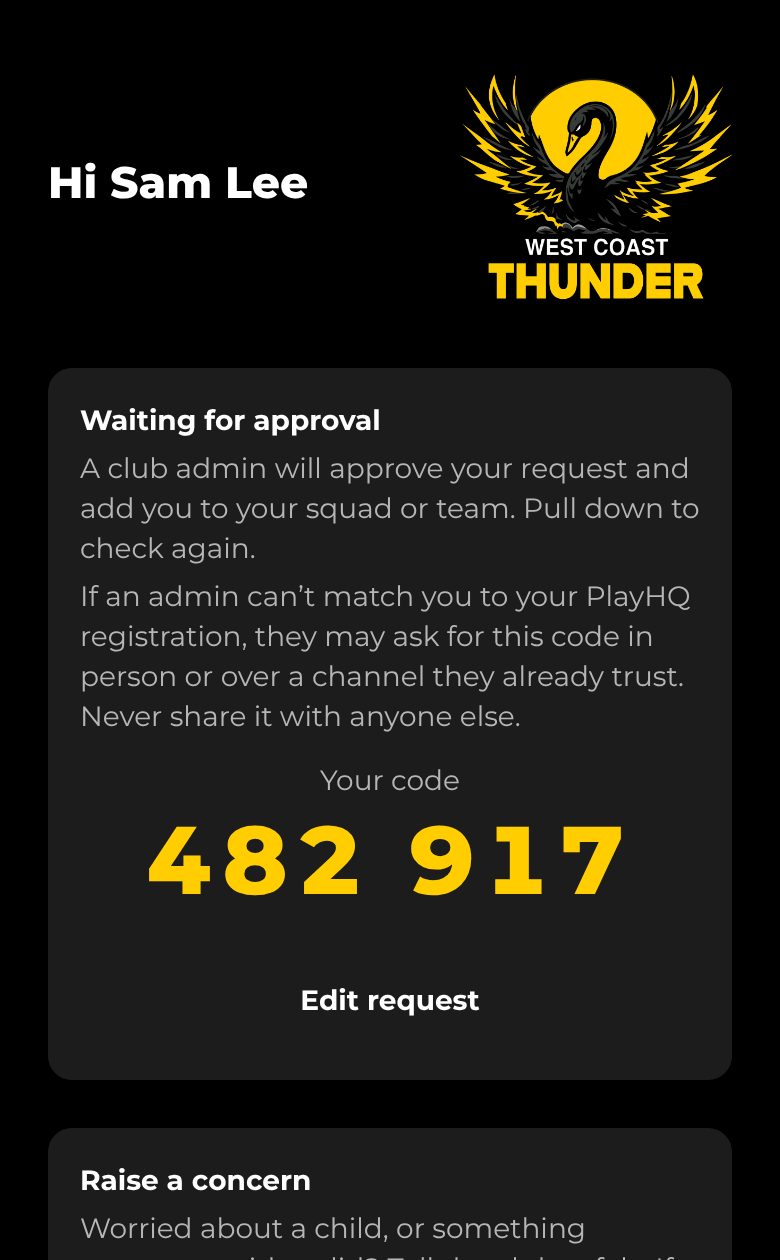 Hi Sam Lee
WEST COAST
THUNDER
Waiting for approval
A club admin will approve your request and
add you to your squad or team. Pull down to
check again.
If an admin can’t match you to your PlayHQ
registration, they may ask for this code in
person or over a channel they already trust.
Never share it with anyone else.
Your code
482 917
Edit request
Raise a concern
Worried about a child, or something